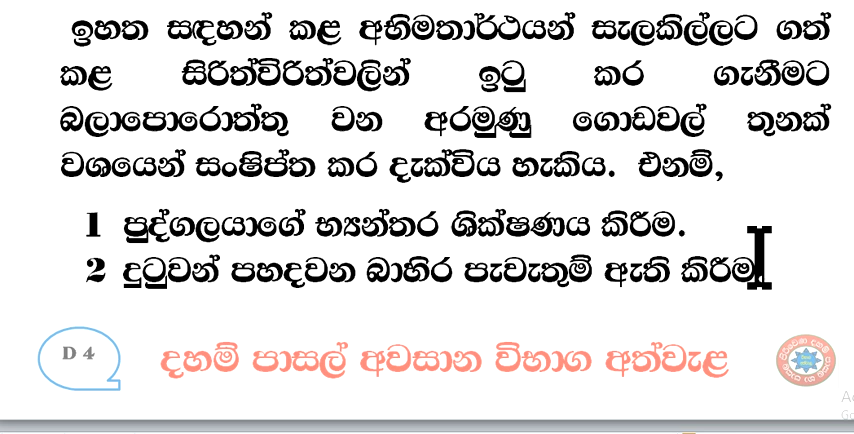 ඉහත සඳහන් කළ අභිමතාර්ථයන් සැලකිල්ලට ගත්
කළ සිරිත්විරිත්වලින් ඉටු කර ගැනීමට
බලාපොරොත්තු වන අරමුණු ගොඩවල් තුනක්
වශයෙන් සංෂිප්ත කර දැක්විය හැකිය. එනම්,
1 පුද්ගලයාගේ භ්‍යන්තර ශික්ෂණය කිරීම.
2 දුටුවන් පහදවන බාහිර පැවැතුම් ඇති කිරීම
D 4
දහම් පාසල් අවසාන විභාග අත්වැළ